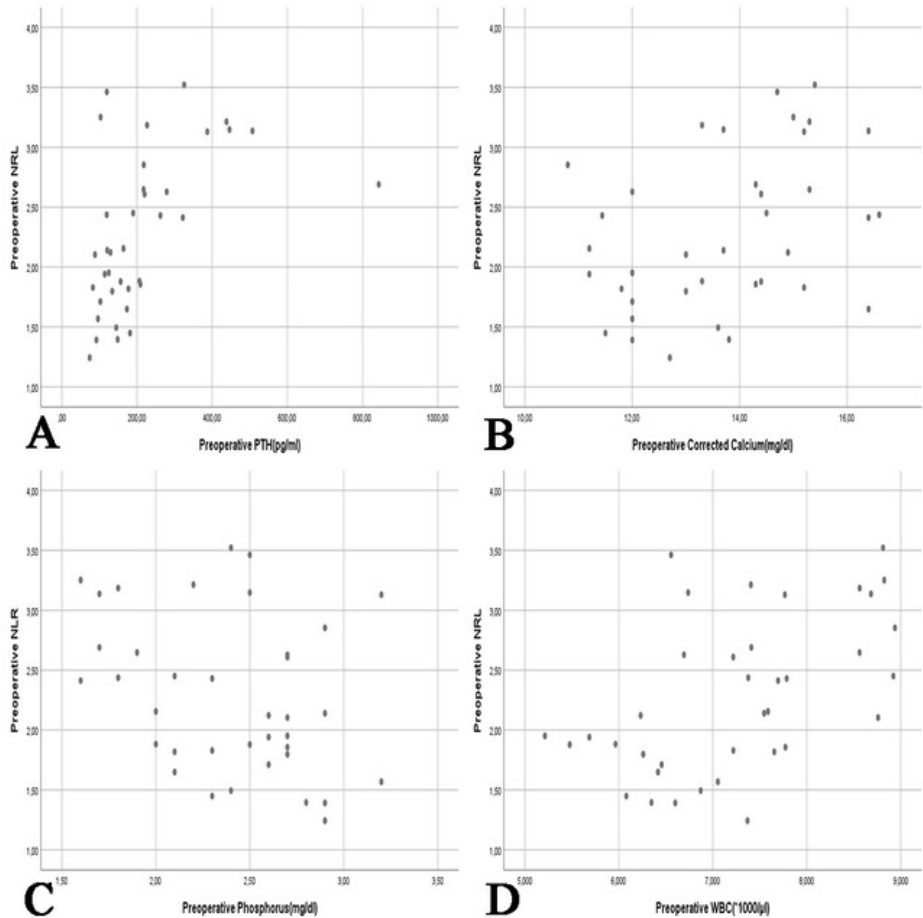 4,00
3,50
3,00
2,50
2,00
1,50
1,00
Preoperative NRL
,00 200,00 400,00 600,00 800,00 1000,00
Preoperative PTH(pg/ml)
A
4,00
3,50
3,00
2,50
2,00
1,50
1,00
Preoperative NRL
10,00 12,00 14,00 16,00
Preoperative Corrected Calcium(mg/dl)
B
4,00
3,50
3,00
2,50
2,00
1,50
1,00
Preoperative NLR
1,50 2,00 2,50 3,00 3,50
Preoperative Phosphorus(mg/dl)
C
4,00
3,50
3,00
2,50
2,00
1,50
1,00
Preoperative NRL
5,000 6,000 7,000 8,000 9,000
Preoperative WBC(*1000/µl)
D